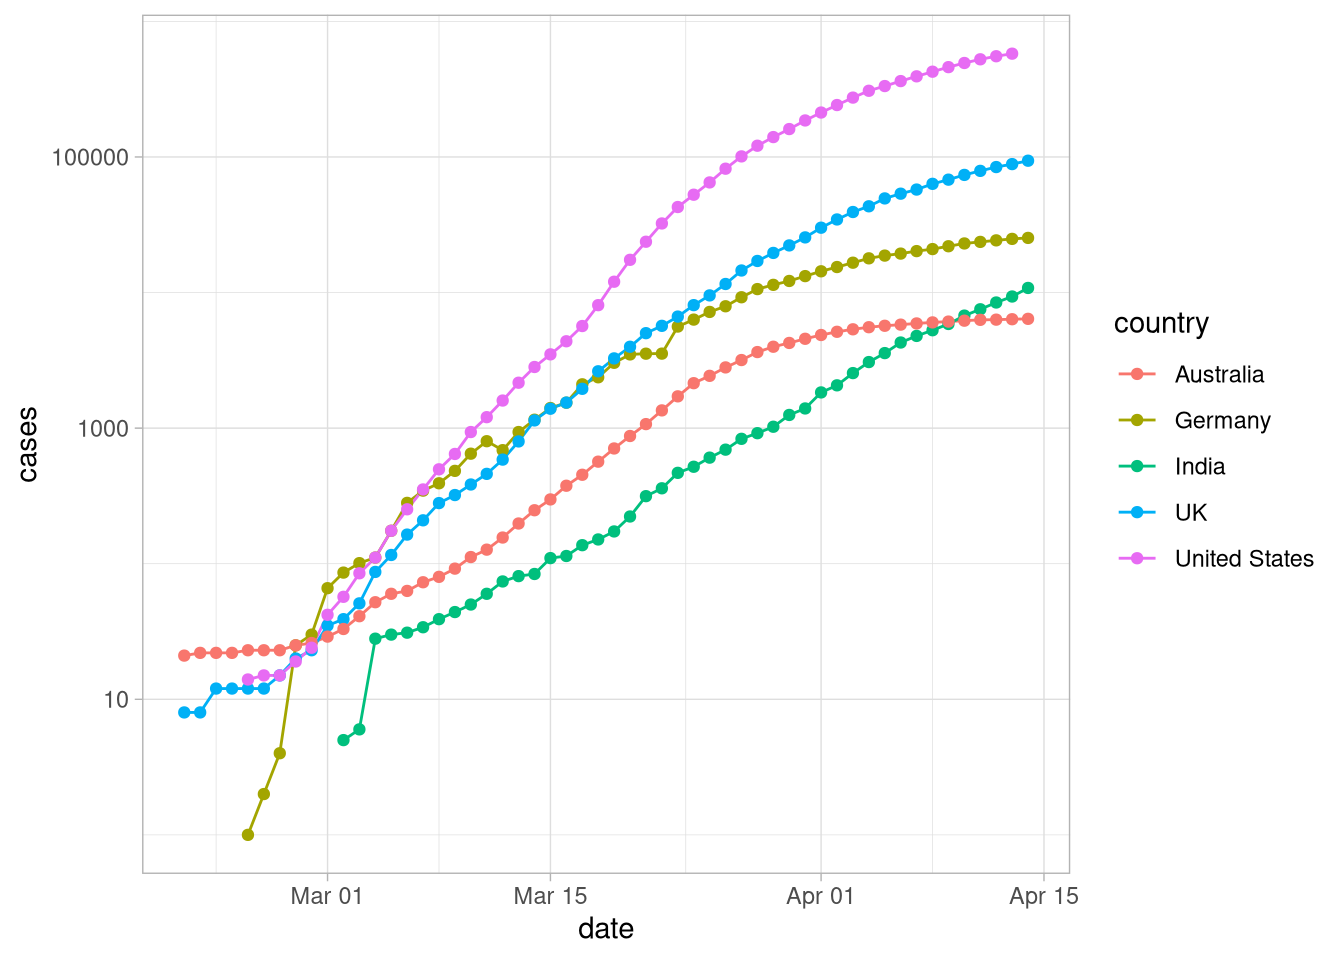 cases
100000
1000
10
Mar 01
Mar 15
Apr 01
Apr 15
date
country
Australia
Germany
India
UK
United States